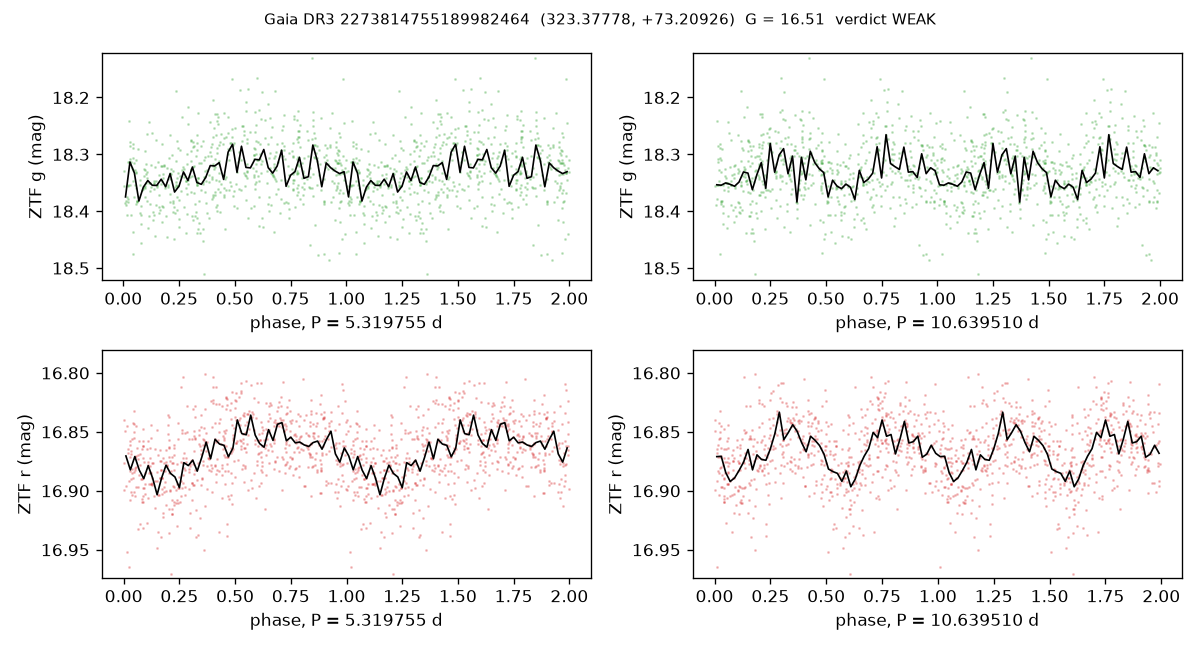 Gaia DR3 2273814755189982464  (323.37778, +73.20926)  G = 16.51  verdict WEAK
ZTF g (mag)
18.2
18.3
18.4
18.5
0.00 0.25 0.50 0.75 1.00 1.25 1.50 1.75 2.00
phase, P = 5.319755 d
ZTF g (mag)
18.2
18.3
18.4
18.5
0.00 0.25 0.50 0.75 1.00 1.25 1.50 1.75 2.00
phase, P = 10.639510 d
ZTF r (mag)
16.80
16.85
16.90
16.95
0.00 0.25 0.50 0.75 1.00 1.25 1.50 1.75 2.00
phase, P = 5.319755 d
ZTF r (mag)
16.80
16.85
16.90
16.95
0.00 0.25 0.50 0.75 1.00 1.25 1.50 1.75 2.00
phase, P = 10.639510 d